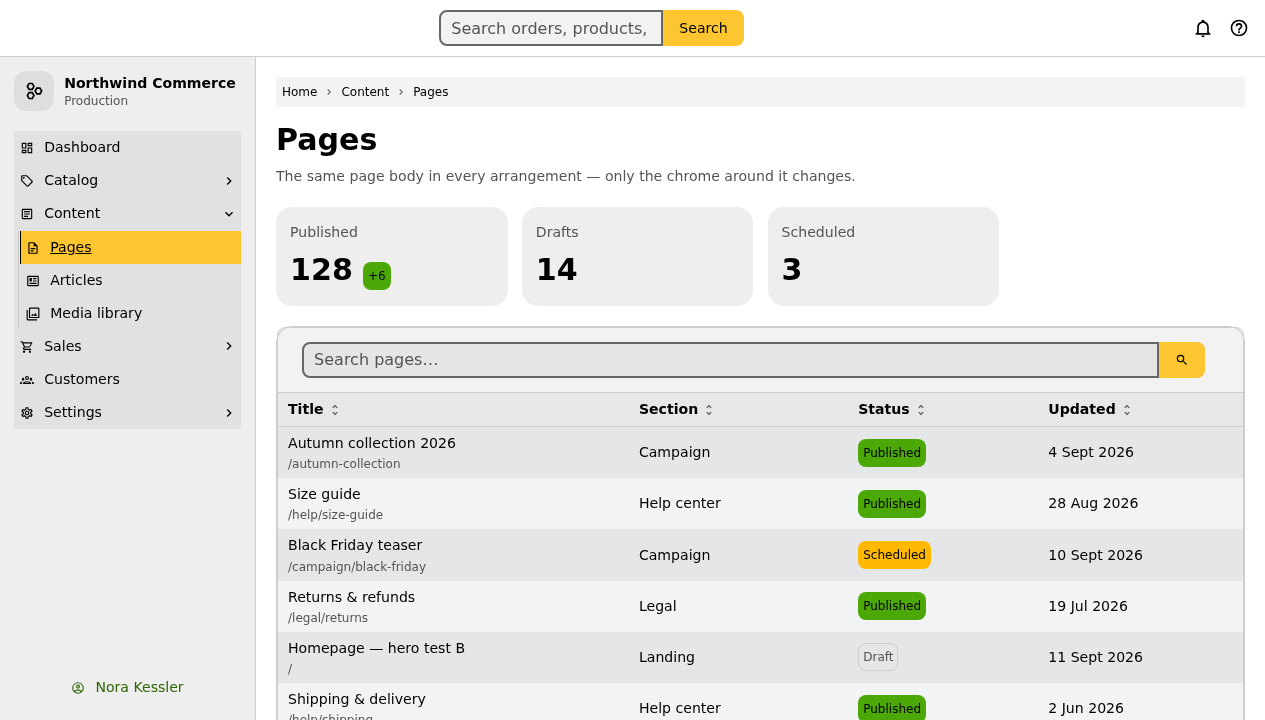 Search orders, products,
Search
Northwind Commerce
Production
Dashboard
Catalog
Content
Pages
Articles
Media library
Sales
Customers
Settings
Nora Kessler
Home › Content › Pages
Pages
The same page body in every arrangement — only the chrome around it changes.
Published
128 +6
Drafts
14
Scheduled
3
Search pages…
Title Section Status Updated
Autumn collection 2026
/autumn-collection
Campaign Published 4 Sept 2026
Size guide
/help/size-guide
Help center Published 28 Aug 2026
Black Friday teaser
/campaign/black-friday
Campaign Scheduled 10 Sept 2026
Returns & refunds
/legal/returns
Legal Published 19 Jul 2026
Homepage — hero test B
/
Landing Draft 11 Sept 2026
Shipping & delivery
/help/shipping
Help center Published 2 Jun 2026